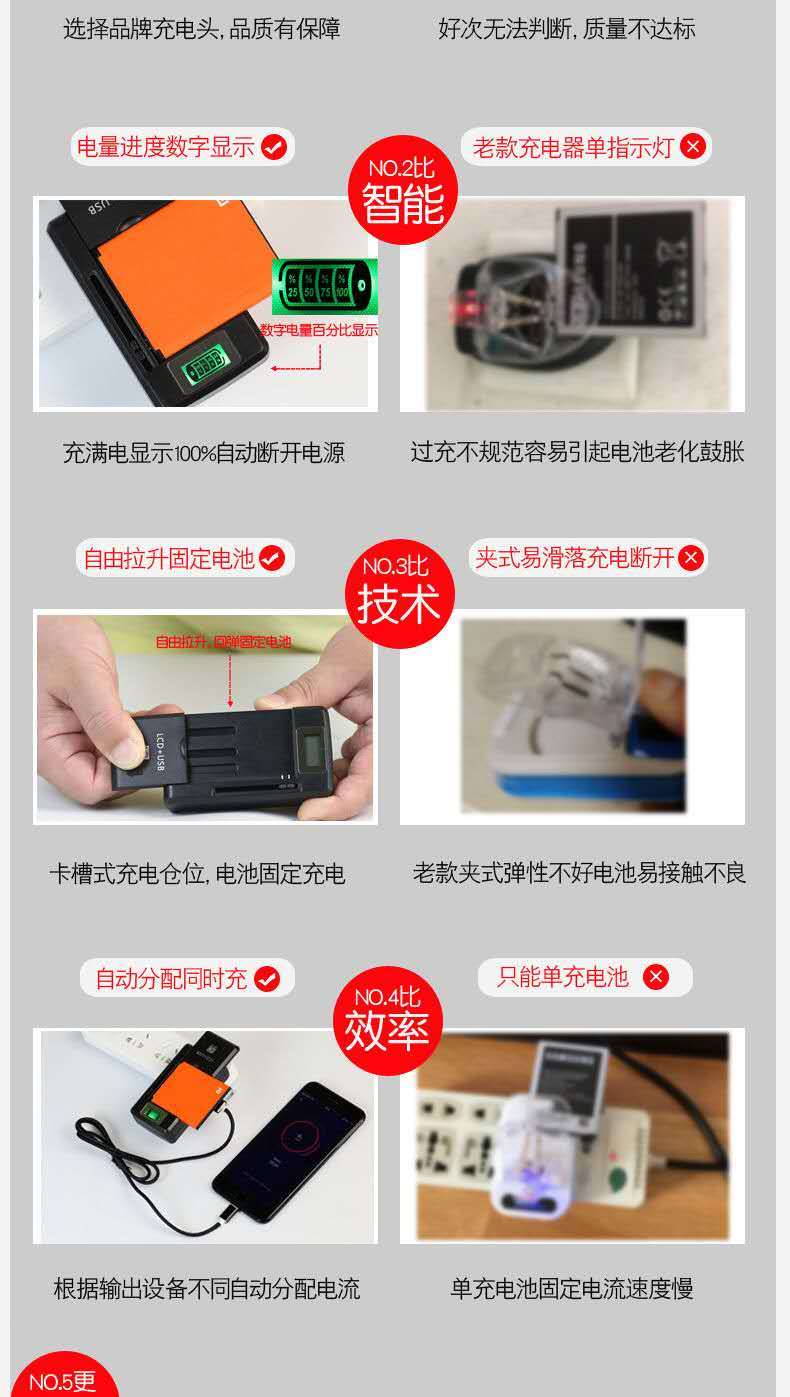 选择品牌充电头,品质有保障
好次无法判断,质量不达标
电量进度数字显示
NO.2比
智能
老款充电器单指示灯
USB
% % % %
25 50 75 100
数字电量百分比显示
SAMSUNG
充满电显示100%自动断开电源
过充不规范容易引起电池老化鼓胀
自由拉升固定电池
NO.3比
技术
夹式易滑落充电断开
自由拉升,回弹固定电池
LCD+USB
卡槽式充电仓位,电池固定充电
老款夹式弹性不好电池易接触不良
自动分配同时充
NO.4比
效率
只能单充电池
SAMSUNG
根据输出设备不同自动分配电流
单充电池固定电流速度慢
NO.5更